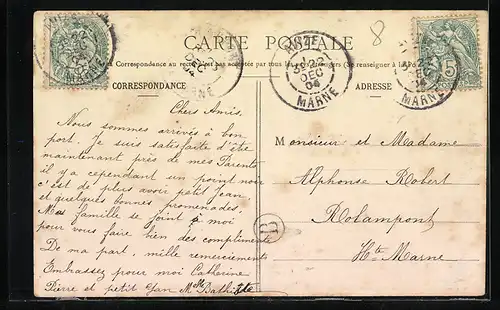 CARTE POSTALE
La Correspondance au recto n'est pas acceptée par tous les pays étrangers (Se renseigner à la Poste)
CORRESPONDANCE
ADRESSE
Chers Amis.
Nous sommes arrivés à bon
port. Je suis satisfaite d'être
maintenant près de mes Parents
il y a cependant un point noir
c'est de plus avoir petit Jean
et quelques bonnes promenades.
Ma famille se joint à moi
pour vous faire bien des compliments
De ma part, mille remerciements
Embrassez pour moi Catherine
Pierre et petit Jean
Monsieur et Madame
Alphonse Robert
Rolampont
Hte Marne
22
DEC
04
MARNE
B
5
8